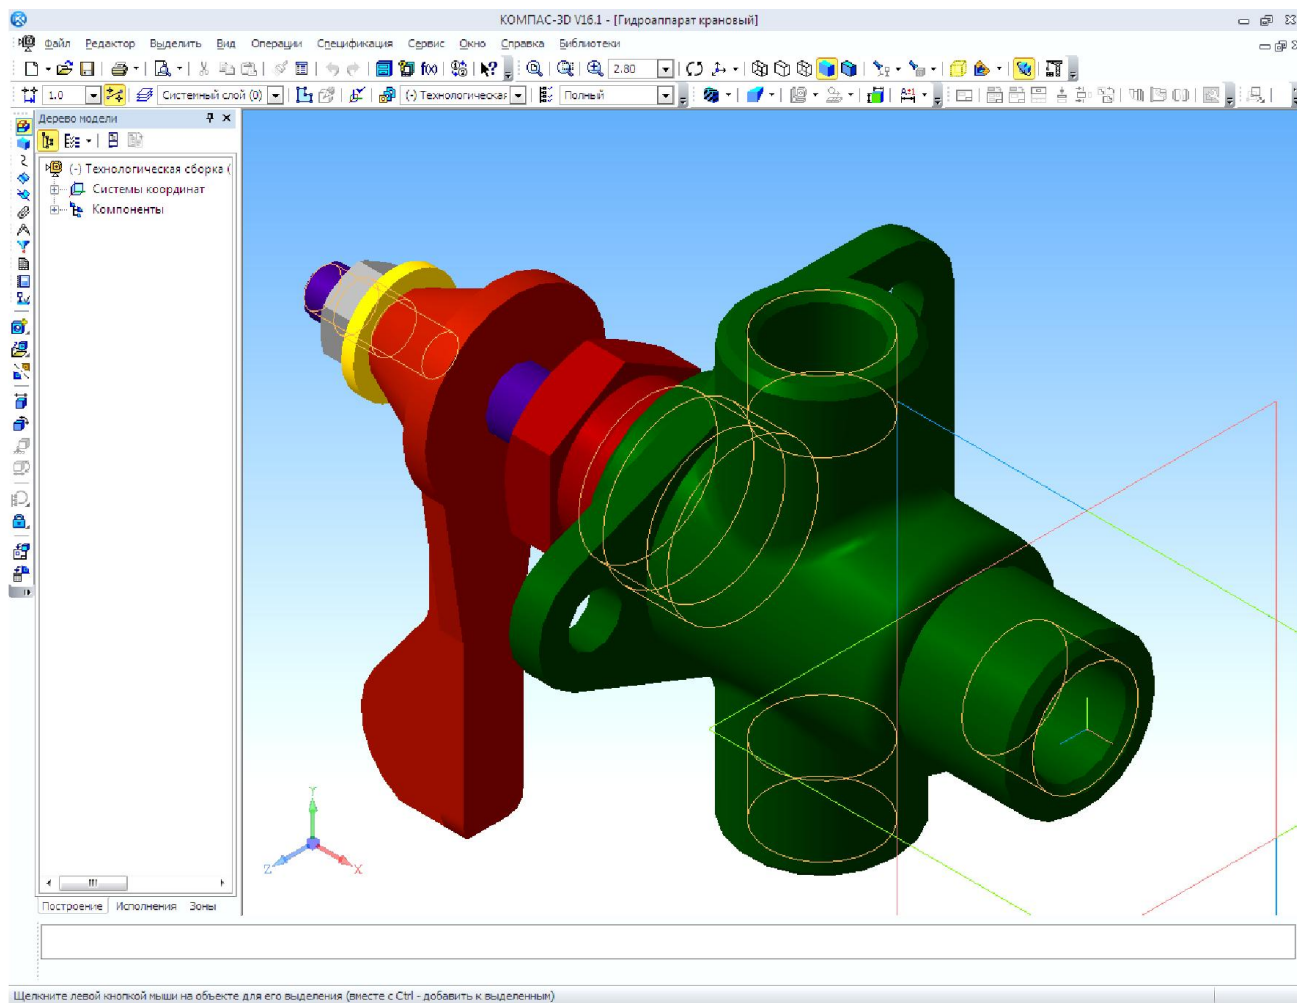 КОМПАС-3D V16.1 - [Гидроаппарат крановый]
Файл Редактор Выделить Вид Операции Спецификация Сервис Окно Справка Библиотеки
f(x) 2.80
1.0 Системный слой (0) (-) Технологическая Полный
Дерево модели
(-) Технологическая сборка (
Системы координат
Компоненты
Y
Z X
Построение Исполнения Зоны
Щелкните левой кнопкой мыши на объекте для его выделения (вместе с Ctrl - добавить к выделенным)